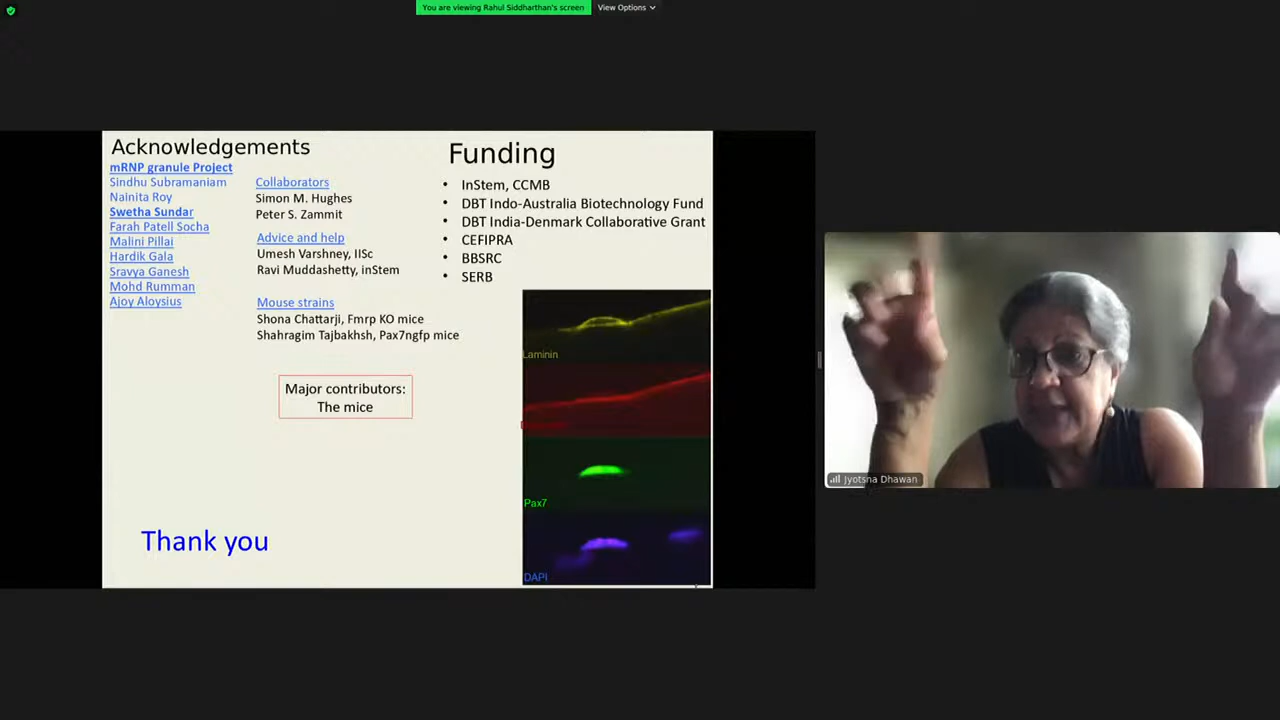 You are viewing Rahul Siddharthan's screen
View Options
Acknowledgements
mRNP granule Project
Sindhu Subramaniam
Nainita Roy
Swetha Sundar
Farah Patell Socha
Malini Pillai
Hardik Gala
Sravya Ganesh
Mohd Rumman
Ajoy Aloysius
Collaborators
Simon M. Hughes
Peter S. Zammit
Advice and help
Umesh Varshney, IISc
Ravi Muddashetty, inStem
Mouse strains
Shona Chattarji, Fmrp KO mice
Shahragim Tajbakhsh, Pax7ngfp mice
Major contributors:
The mice
Thank you
Funding
• InStem, CCMB
• DBT Indo-Australia Biotechnology Fund
• DBT India-Denmark Collaborative Grant
• CEFIPRA
• BBSRC
• SERB
Laminin
Pax7
DAPI
Jyotsna Dhawan